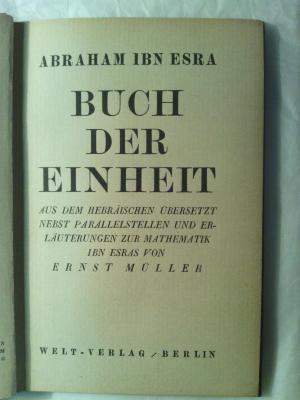 ABRAHAM IBN ESRA
BUCH
DER
EINHEIT
AUS DEM HEBRÄISCHEN ÜBERSETZT
NEBST PARALLELSTELLEN UND ER-
LÄUTERUNGEN ZUR MATHEMATIK
IBN ESRAS VON
ERNST MÜLLER
WELT-VERLAG / BERLIN